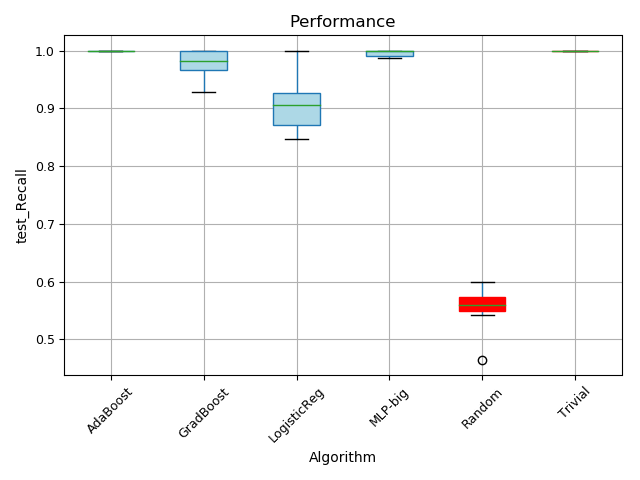 Performance
test_Recall
1.0
0.9
0.8
0.7
0.6
0.5
AdaBoost
GradBoost
LogisticReg
MLP-big
Random
Trivial
Algorithm